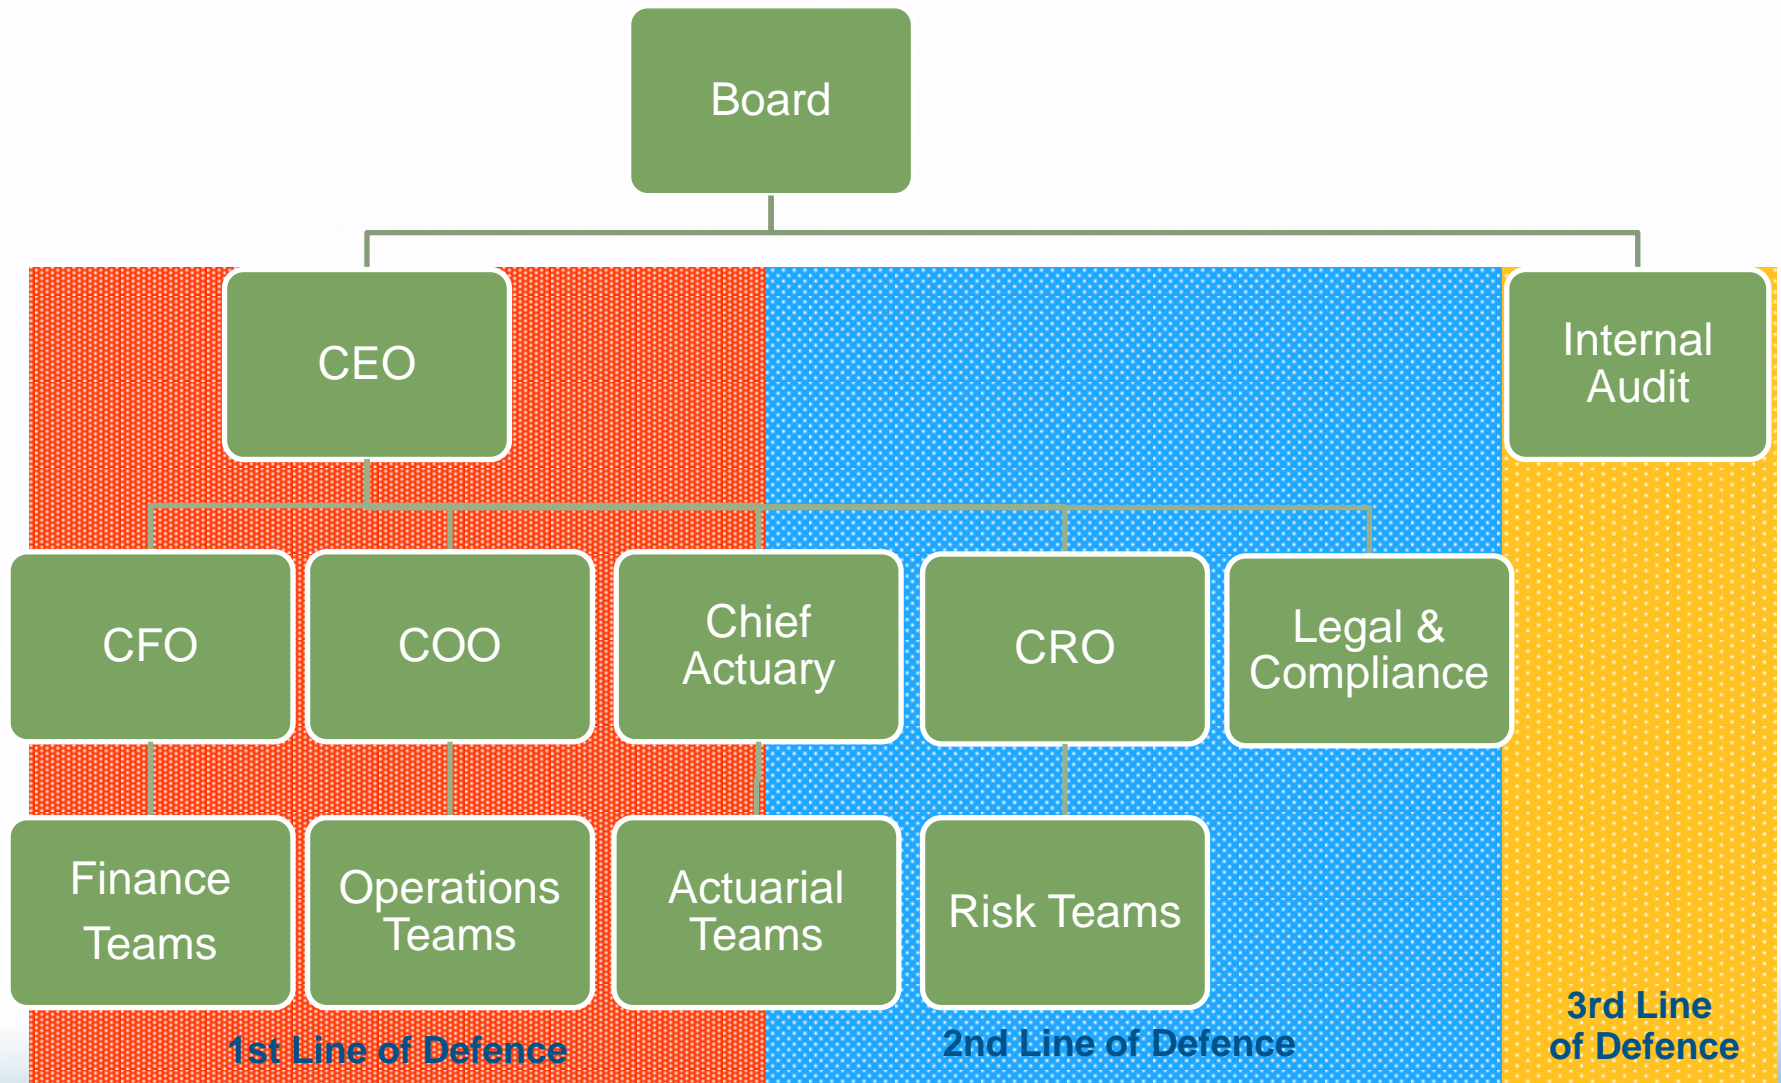 Board
CEO
Internal
Audit
CFO
COO
Chief
Actuary
CRO
Legal &
Compliance
Finance
Teams
Operations
Teams
Actuarial
Teams
Risk Teams
1st Line of Defence
2nd Line of Defence
3rd Line
of Defence